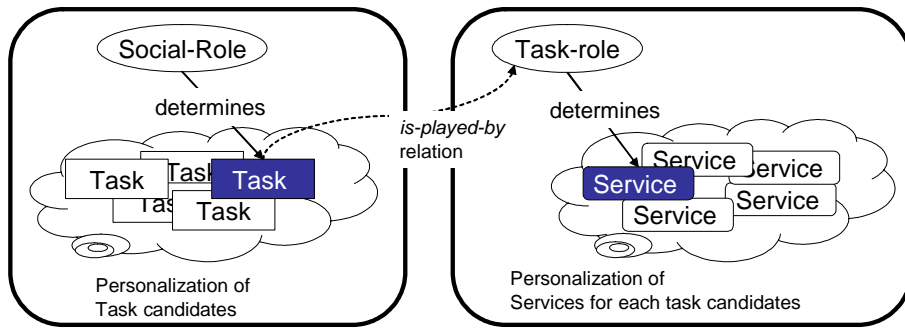 Social-Role
determines
Task
Task
Task
Tas
Task
Personalization of
Task candidates
is-played-by
relation
Task-role
determines
Service
Service
Service
Service
Service
Personalization of
Services for each task candidates